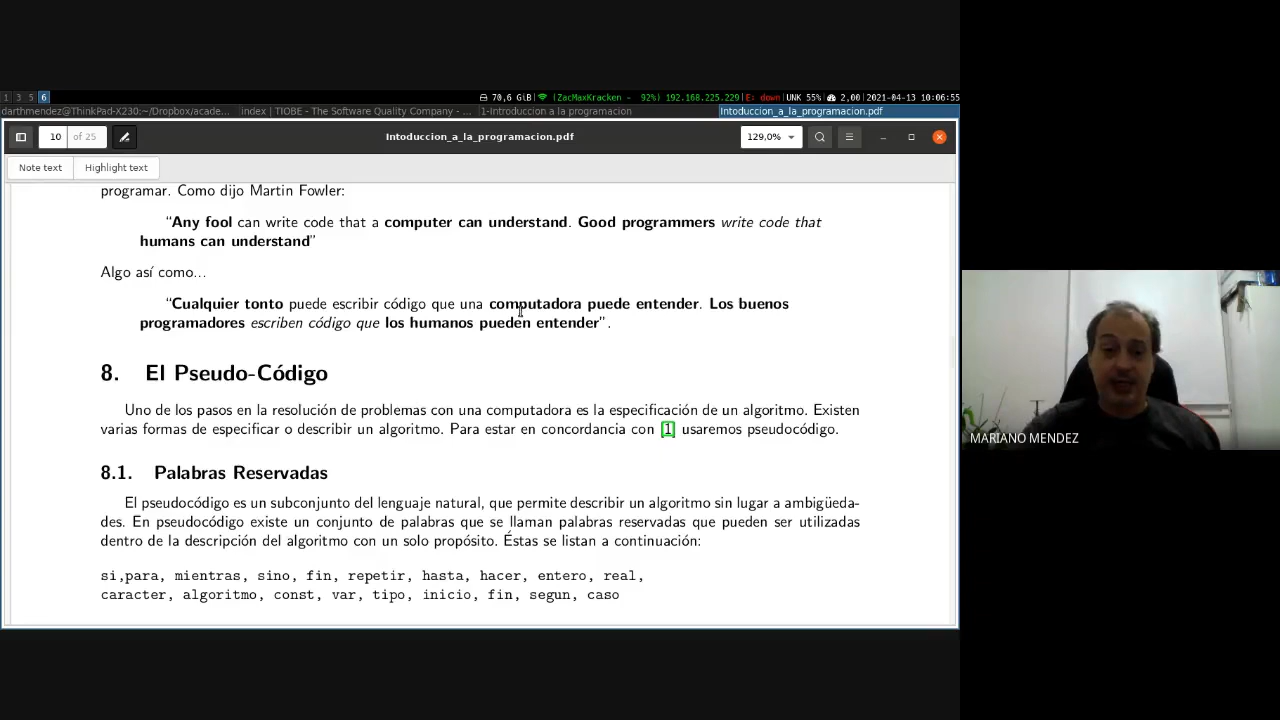 1 3 5 6
70,6 GiB (ZacMaxKracken - 92%) 192.168.225.229 E: down UNK 55% 2,00 2021-04-13 10:06:55
darthmendez@ThinkPad-X230:~/Dropbox/acade... index | TIOBE - The Software Quality Company - ... 1-Introduccion a la programacion Intoduccion_a_la_programacion.pdf
10 of 25 Intoduccion_a_la_programacion.pdf 129,0%
Note text Highlight text
programar. Como dijo Martin Fowler:
“Any fool can write code that a computer can understand. Good programmers write code that
humans can understand”
Algo así como...
“Cualquier tonto puede escribir código que una computadora puede entender. Los buenos
programadores escriben código que los humanos pueden entender”.
8. El Pseudo-Código
Uno de los pasos en la resolución de problemas con una computadora es la especificación de un algoritmo. Existen
varias formas de especificar o describir un algoritmo. Para estar en concordancia con [1] usaremos pseudocódigo.
8.1. Palabras Reservadas
El pseudocódigo es un subconjunto del lenguaje natural, que permite describir un algoritmo sin lugar a ambigüeda-
des. En pseudocódigo existe un conjunto de palabras que se llaman palabras reservadas que pueden ser utilizadas
dentro de la descripción del algoritmo con un solo propósito. Éstas se listan a continuación:
si,para, mientras, sino, fin, repetir, hasta, hacer, entero, real,
caracter, algoritmo, const, var, tipo, inicio, fin, segun, caso
MARIANO MENDEZ